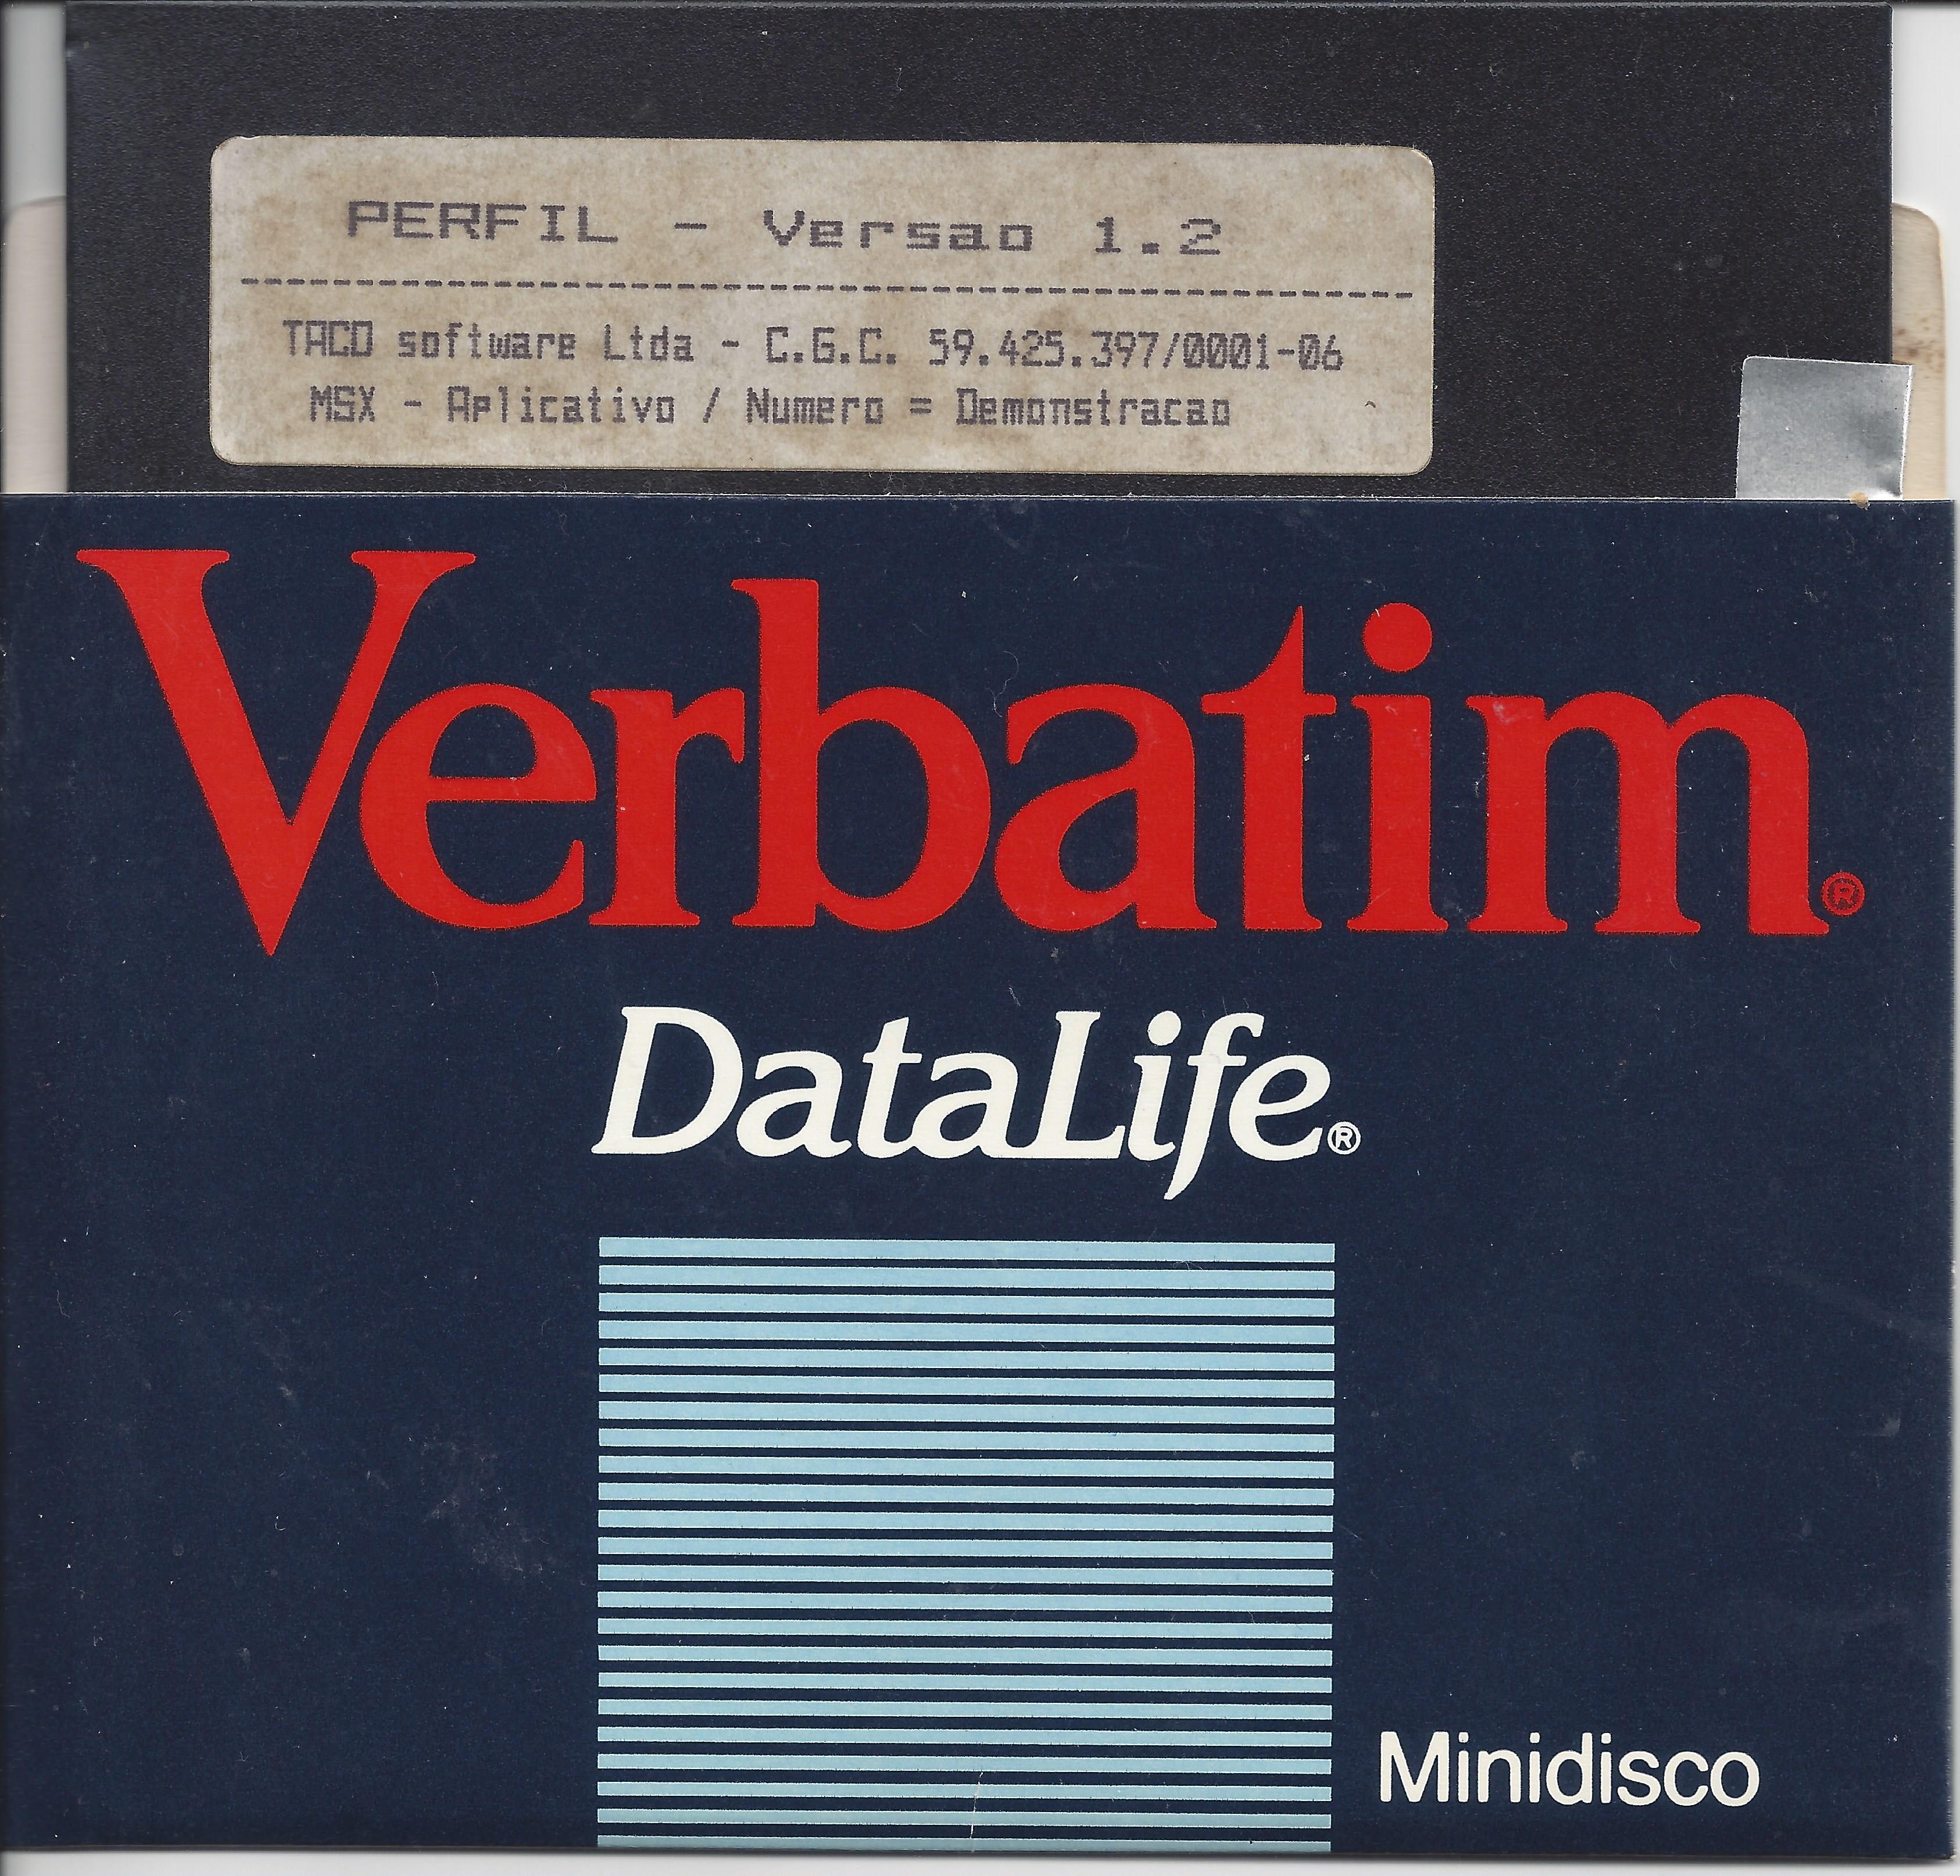 PERFIL - Versao 1.2
--------------------------------------------------
TACO software Ltda - C.G.C. 59.425.397/0001-06
MSX - Aplicativo / Numero = Demonstracao
Verbatim®
DataLife®
Minidisco